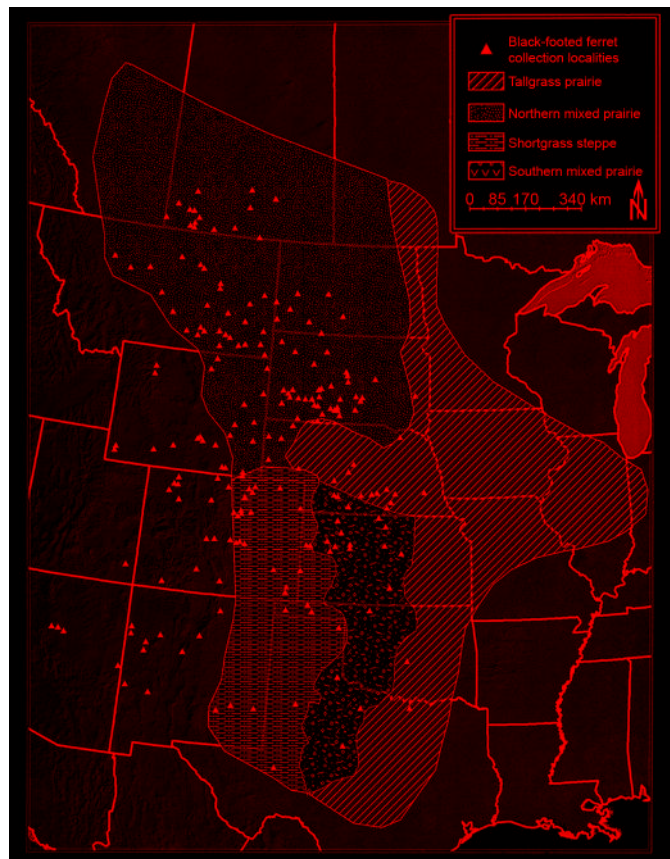 Black-footed ferret
collection localities
Tallgrass prairie
Northern mixed prairie
Shortgrass steppe
Southern mixed prairie
0 85 170 340 km
N